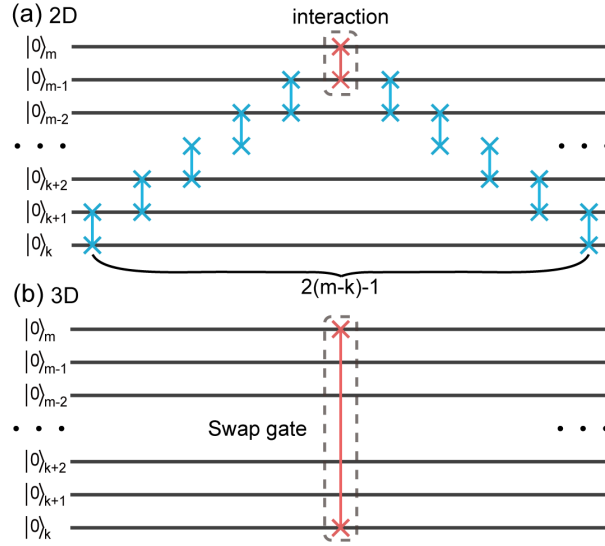 (a) 2D
interaction
|0⟩m
|0⟩m-1
|0⟩m-2
. . . . . .
|0⟩k+2
|0⟩k+1
|0⟩k
2(m-k)-1
(b) 3D
|0⟩m
|0⟩m-1
|0⟩m-2
. . . Swap gate . . .
|0⟩k+2
|0⟩k+1
|0⟩k